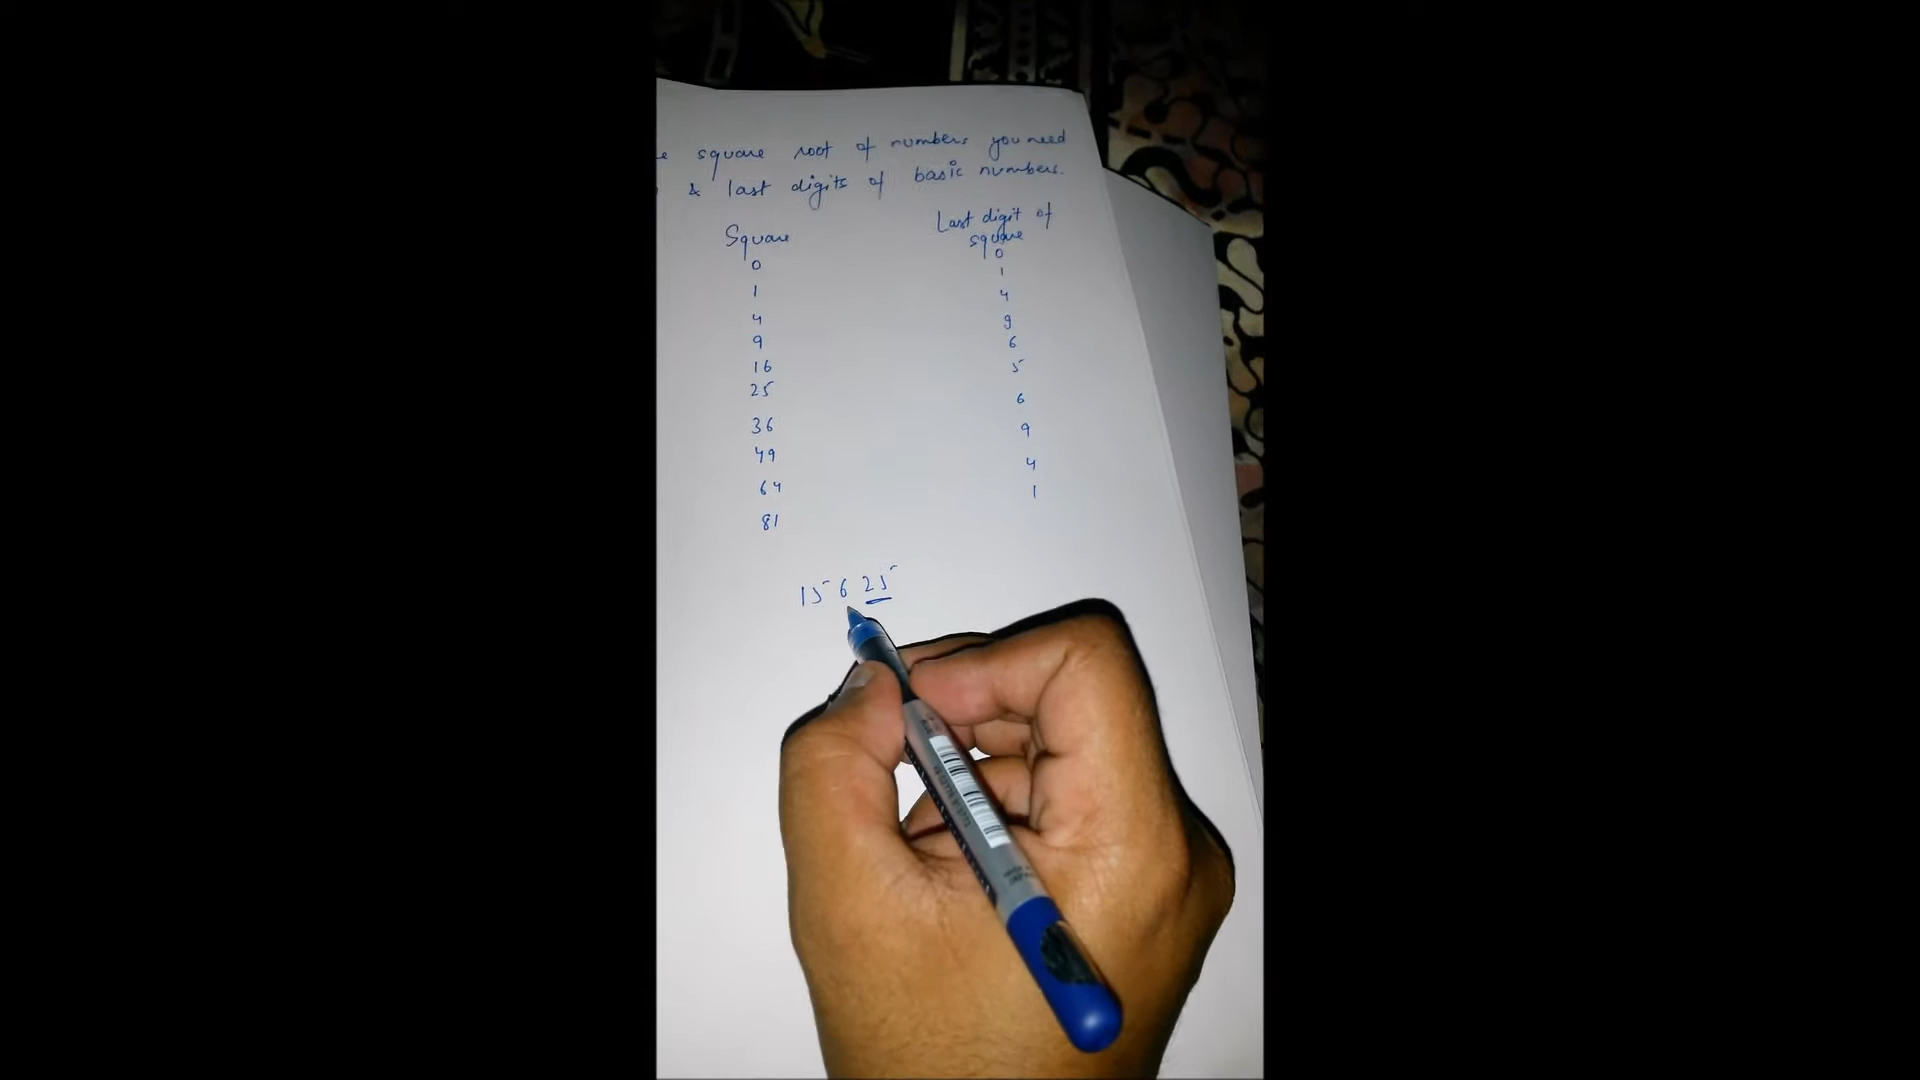 square root of numbers you need
& last digits of basic numbers.
Square
Last digit of
square
0 0
1 1
4 4
9 9
16 6
25 5
36 6
49 9
64 4
81 1
15625